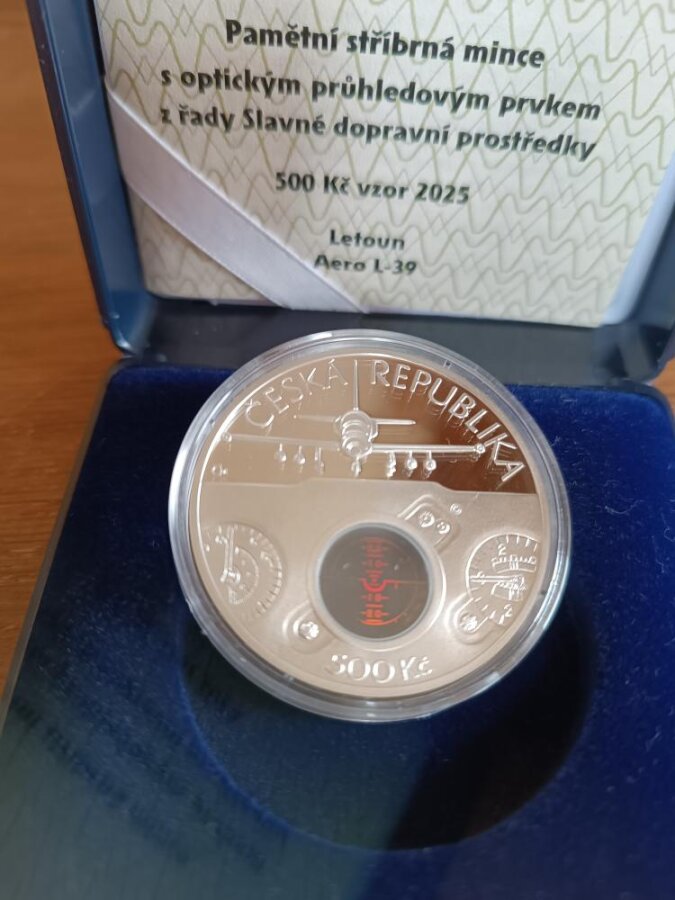 Pamětní stříbrná mince
s optickým průhledovým prvkem
z řady Slavné dopravní prostředky
500 Kč vzor 2025
Letoun
Aero L-39
ČESKÁ REPUBLIKA
500 Kč